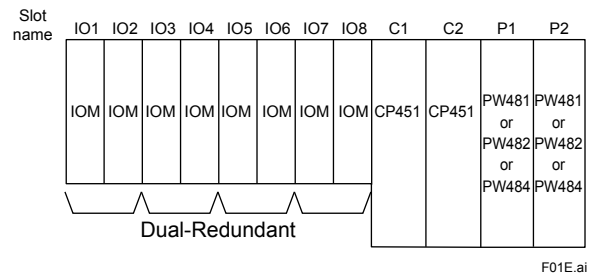 Slot
name
IO1 IO2 IO3 IO4 IO5 IO6 IO7 IO8 C1 C2 P1 P2
IOM IOM IOM IOM IOM IOM IOM IOM CP451 CP451
PW481 PW481
or or
PW482 PW482
or or
PW484 PW484
Dual-Redundant
F01E.ai